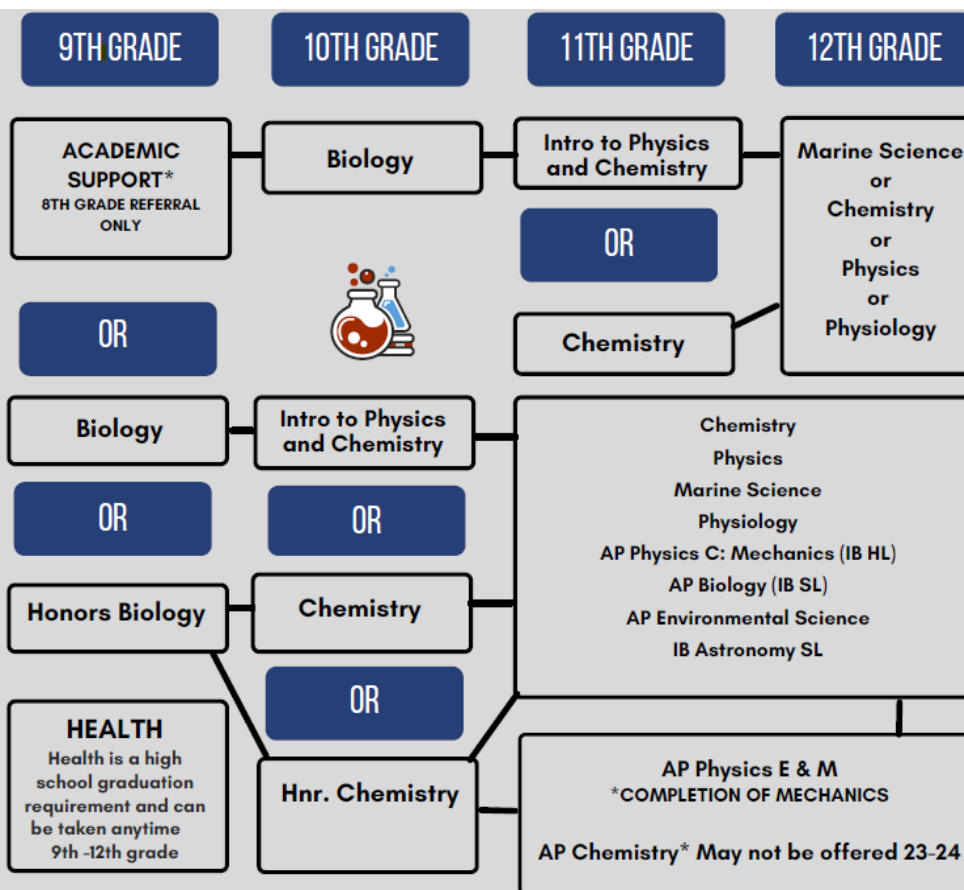 9TH GRADE
10TH GRADE
11TH GRADE
12TH GRADE
ACADEMIC
SUPPORT*
8TH GRADE REFERRAL
ONLY
Biology
Intro to Physics
and Chemistry
Marine Science
or
Chemistry
or
Physics
or
Physiology
OR
OR
Chemistry
Biology
Intro to Physics
and Chemistry
Chemistry
Physics
Marine Science
Physiology
AP Physics C: Mechanics (IB HL)
AP Biology (IB SL)
AP Environmental Science
IB Astronomy SL
OR
OR
Honors Biology
Chemistry
OR
HEALTH
Health is a high
school graduation
requirement and can
be taken anytime
9th -12th grade
Hnr. Chemistry
AP Physics E & M
*COMPLETION OF MECHANICS
AP Chemistry* May not be offered 23-24